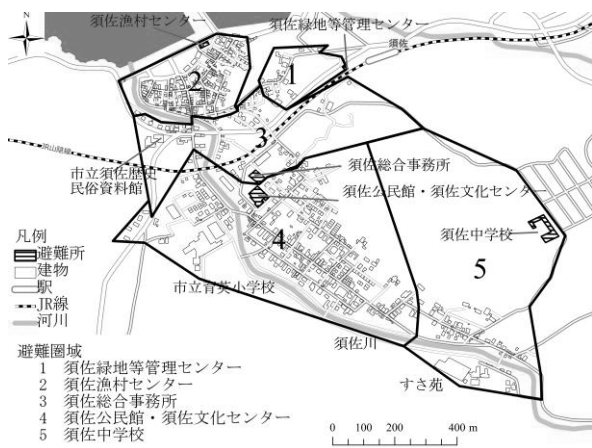 須佐漁村センター
須佐緑地等管理センター
須佐
1
2
3
JR山陰線
市立須佐歴史
民俗資料館
須佐総合事務所
須佐公民館・須佐文化センター
須佐中学校
4
5
市立育英小学校
須佐川
すさ苑
N
凡例
避難所
建物
駅
JR線
河川
避難圏域
1 須佐緑地等管理センター
2 須佐漁村センター
3 須佐総合事務所
4 須佐公民館・須佐文化センター
5 須佐中学校
0 200 400 m